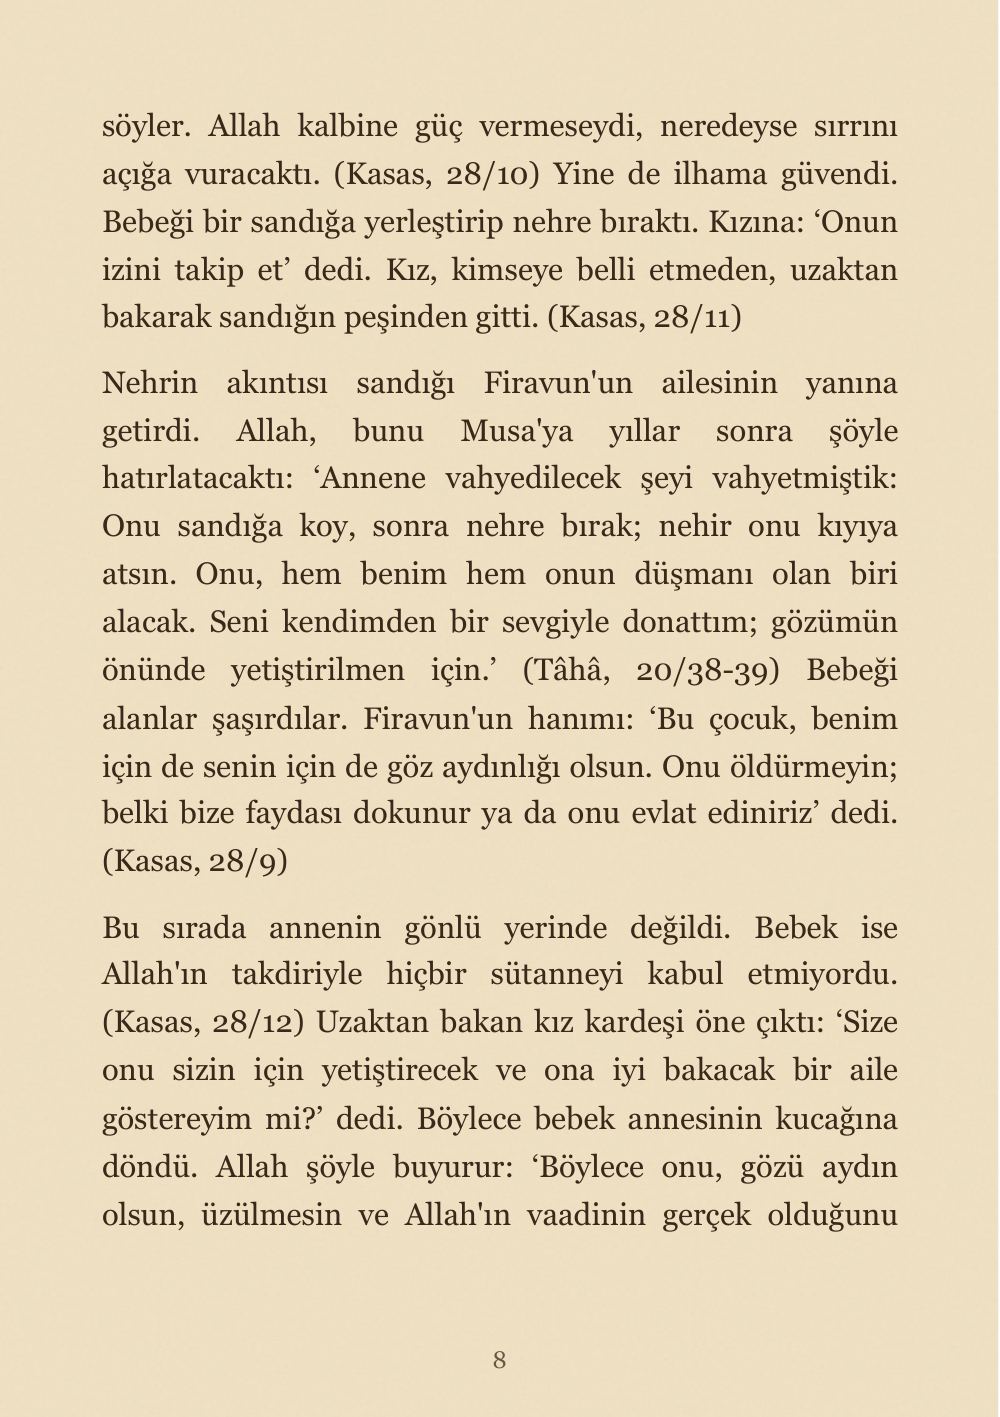 söyler. Allah kalbine güç vermeseydi, neredeyse sırrını
açığa vuracaktı. (Kasas, 28/10) Yine de ilhama güvendi.
Bebeği bir sandığa yerleştirip nehre bıraktı. Kızına: ‘Onun
izini takip et’ dedi. Kız, kimseye belli etmeden, uzaktan
bakarak sandığın peşinden gitti. (Kasas, 28/11)
Nehrin akıntısı sandığı Firavun'un ailesinin yanına
getirdi. Allah, bunu Musa'ya yıllar sonra şöyle
hatırlatacaktı: ‘Annene vahyedilecek şeyi vahyetmiştik:
Onu sandığa koy, sonra nehre bırak; nehir onu kıyıya
atsın. Onu, hem benim hem onun düşmanı olan biri
alacak. Seni kendimden bir sevgiyle donattım; gözümün
önünde yetiştirilmen için.’ (Tâhâ, 20/38-39) Bebeği
alanlar şaşırdılar. Firavun'un hanımı: ‘Bu çocuk, benim
için de senin için de göz aydınlığı olsun. Onu öldürmeyin;
belki bize faydası dokunur ya da onu evlat ediniriz’ dedi.
(Kasas, 28/9)
Bu sırada annenin gönlü yerinde değildi. Bebek ise
Allah'ın takdiriyle hiçbir sütanneyi kabul etmiyordu.
(Kasas, 28/12) Uzaktan bakan kız kardeşi öne çıktı: ‘Size
onu sizin için yetiştirecek ve ona iyi bakacak bir aile
göstereyim mi?’ dedi. Böylece bebek annesinin kucağına
döndü. Allah şöyle buyurur: ‘Böylece onu, gözü aydın
olsun, üzülmesin ve Allah'ın vaadinin gerçek olduğunu
8